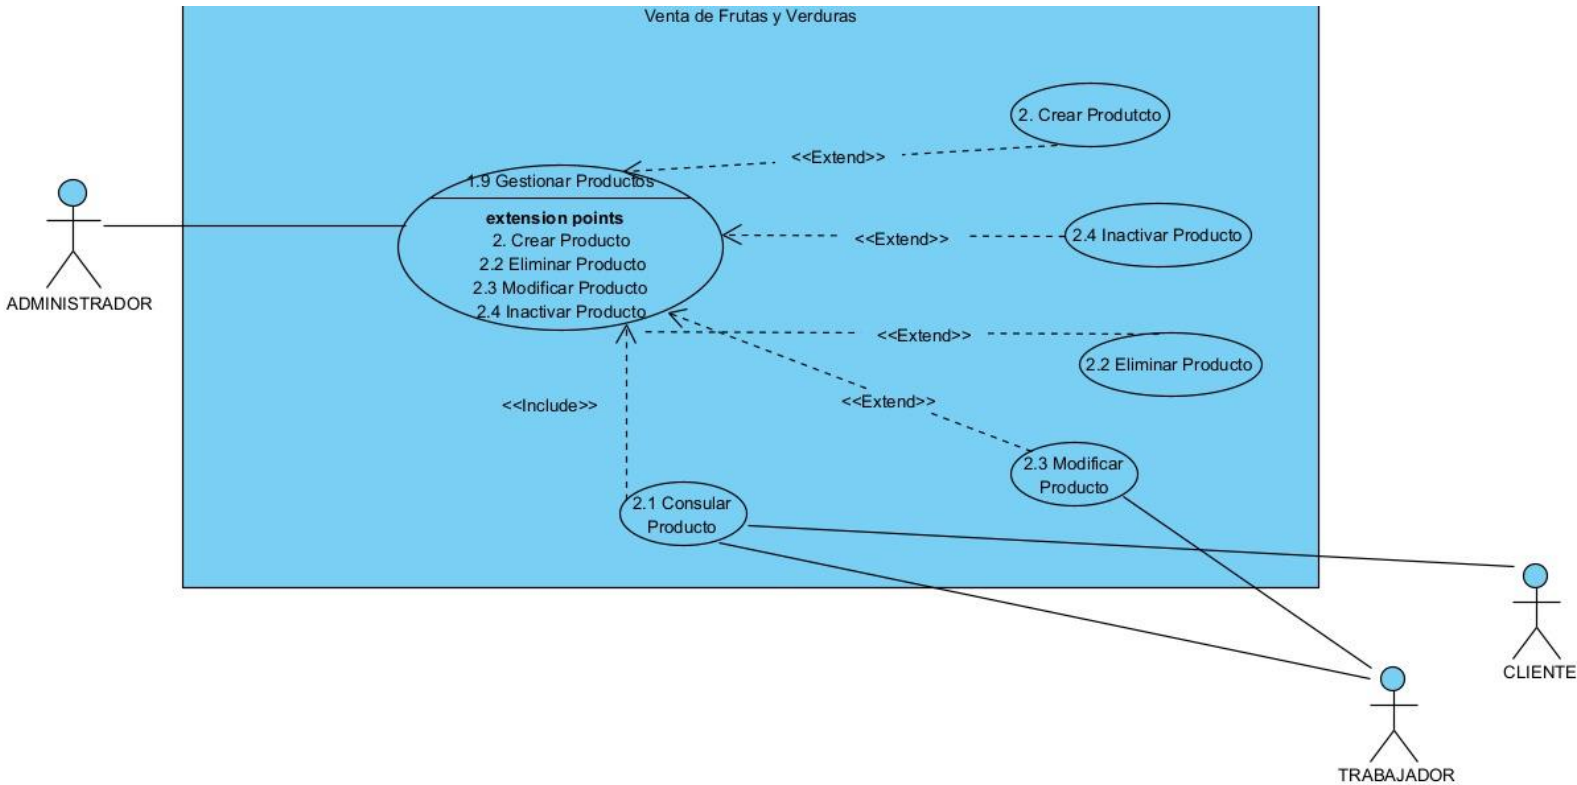 Venta de Frutas y Verduras
2. Crear Produtcto
<<Extend>>
1.9 Gestionar Productos
extension points
2. Crear Producto
2.2 Eliminar Producto
2.3 Modificar Producto
2.4 Inactivar Producto
<<Extend>>
2.4 Inactivar Producto
ADMINISTRADOR
<<Extend>>
2.2 Eliminar Producto
<<Include>>
<<Extend>>
2.3 Modificar
Producto
2.1 Consular
Producto
CLIENTE
TRABAJADOR